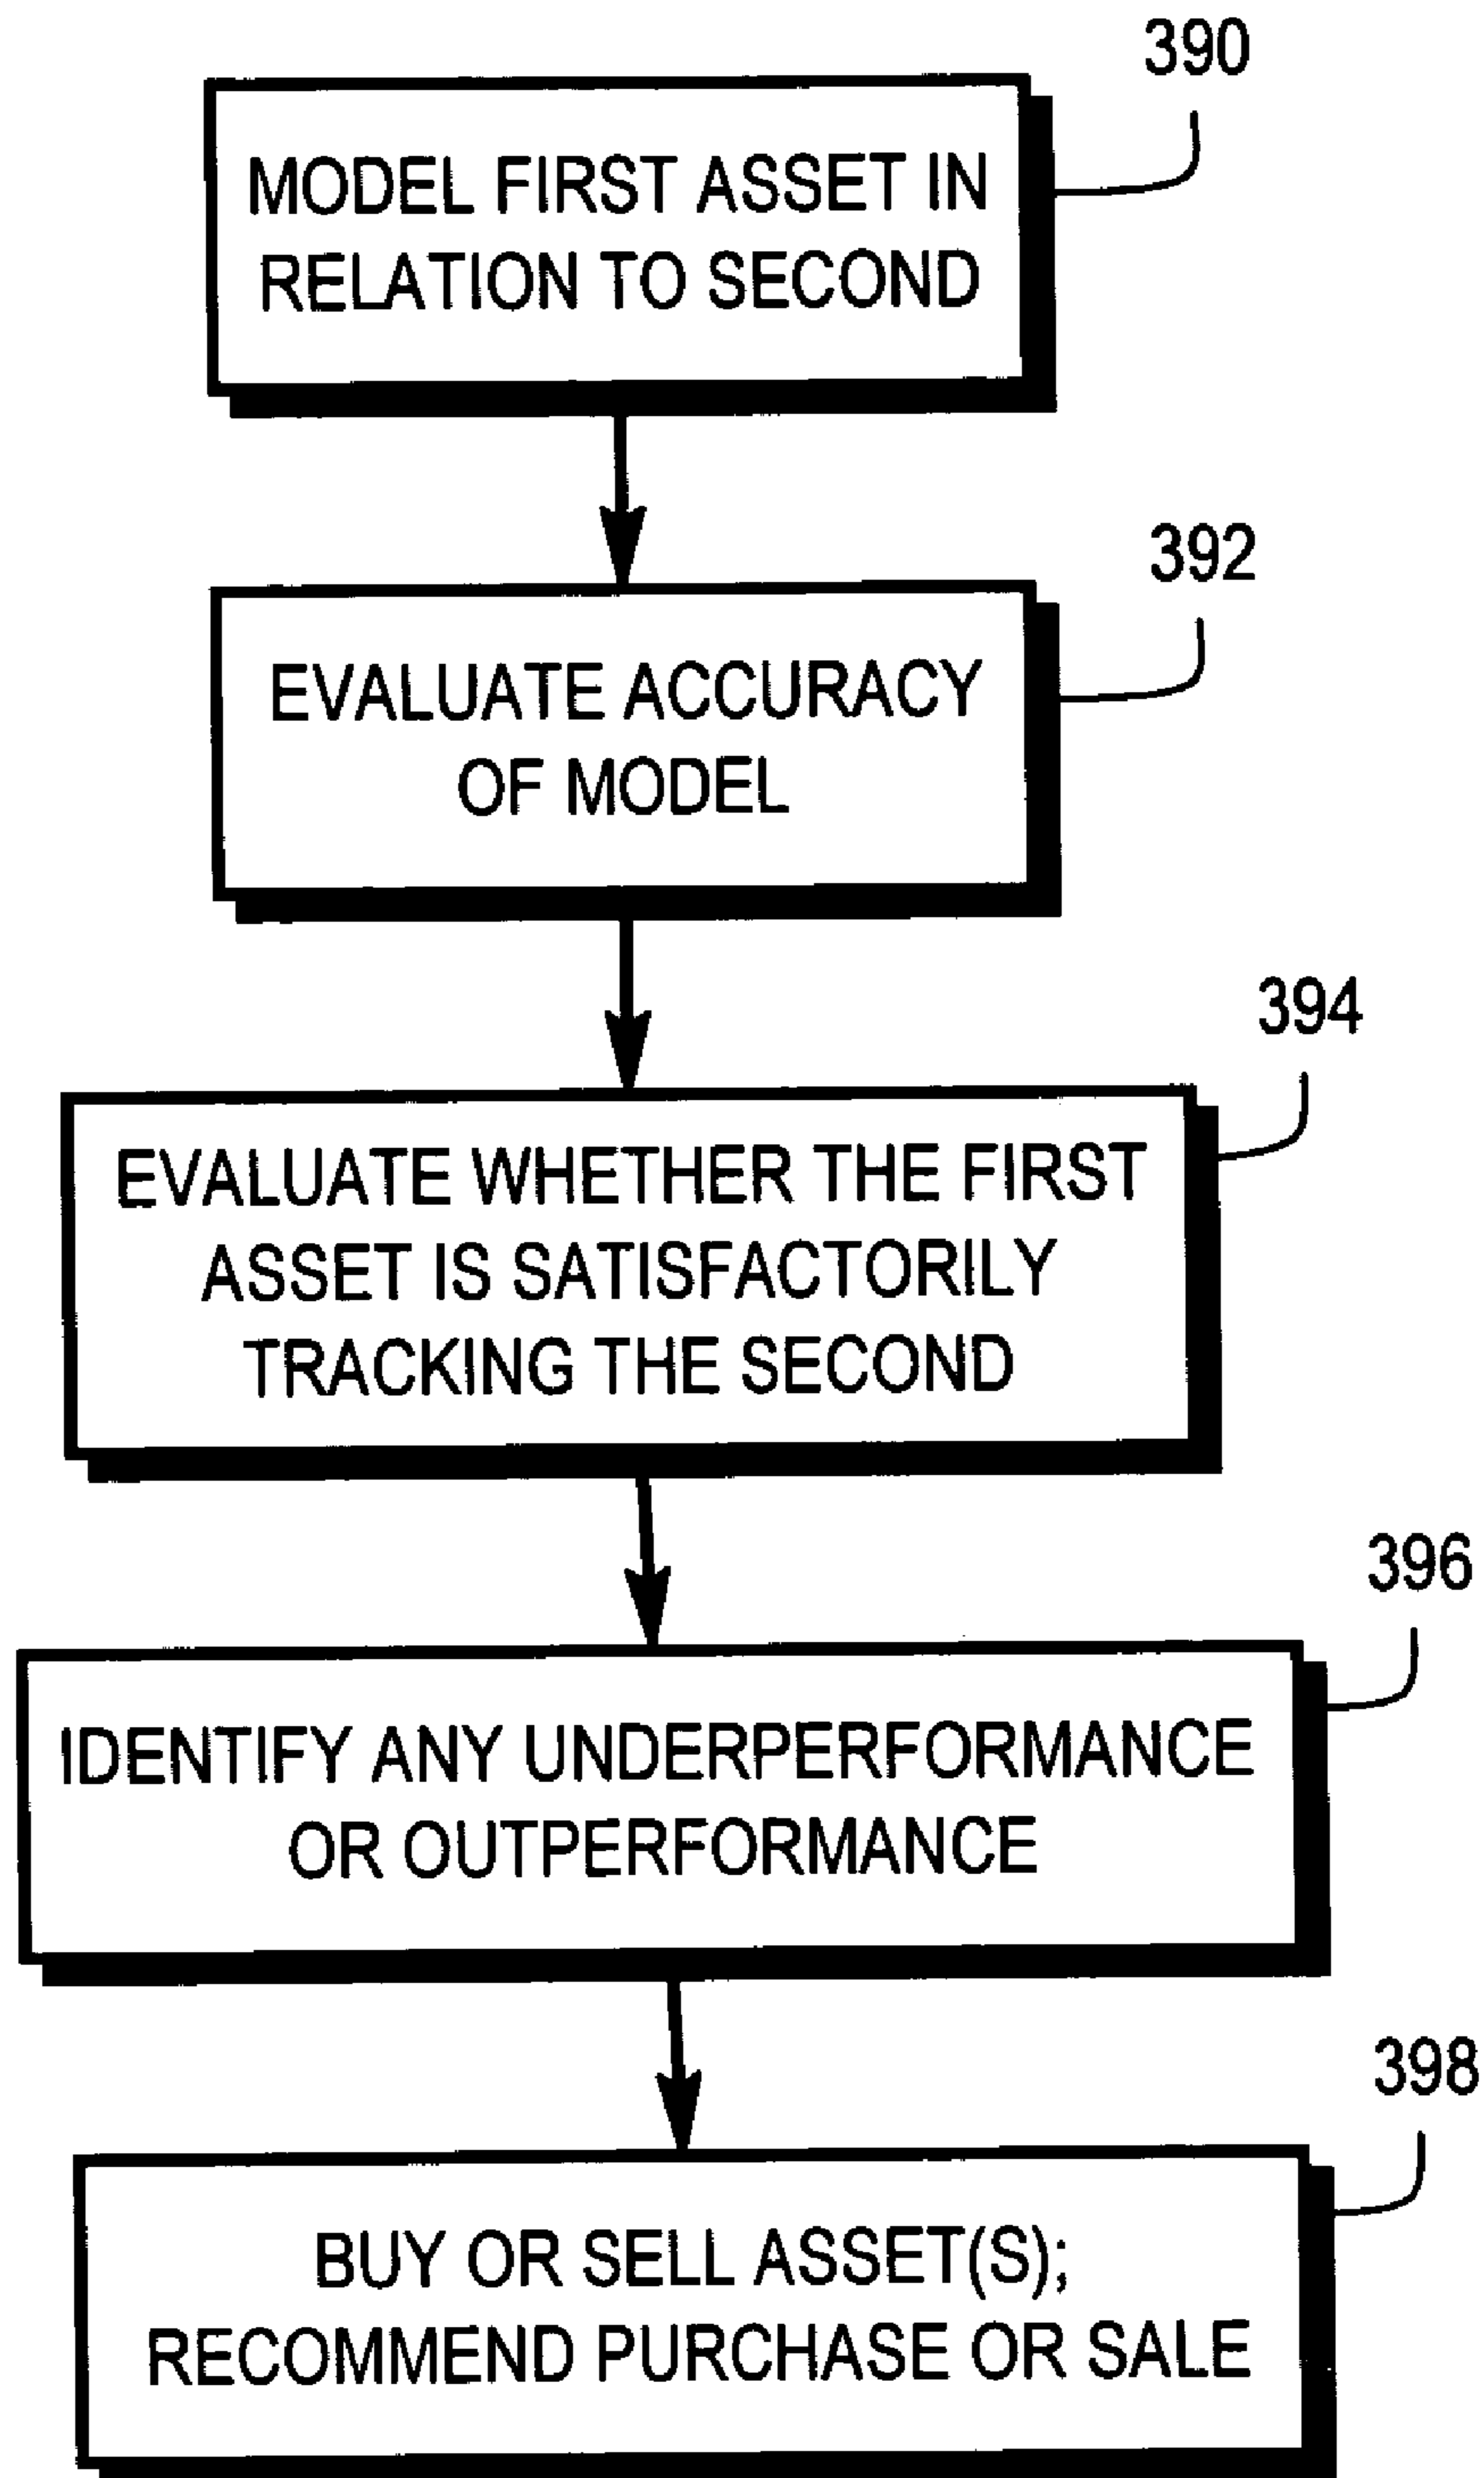 390
MODEL FIRST ASSET IN
RELATION TO SECOND
392
EVALUATE ACCURACY
OF MODEL
394
EVALUATE WHETHER THE FIRST
ASSET IS SATISFACTORILY
TRACKING THE SECOND
396
IDENTIFY ANY UNDERPERFORMANCE
OR OUTPERFORMANCE
398
BUY OR SELL ASSET(S);
RECOMMEND PURCHASE OR SALE